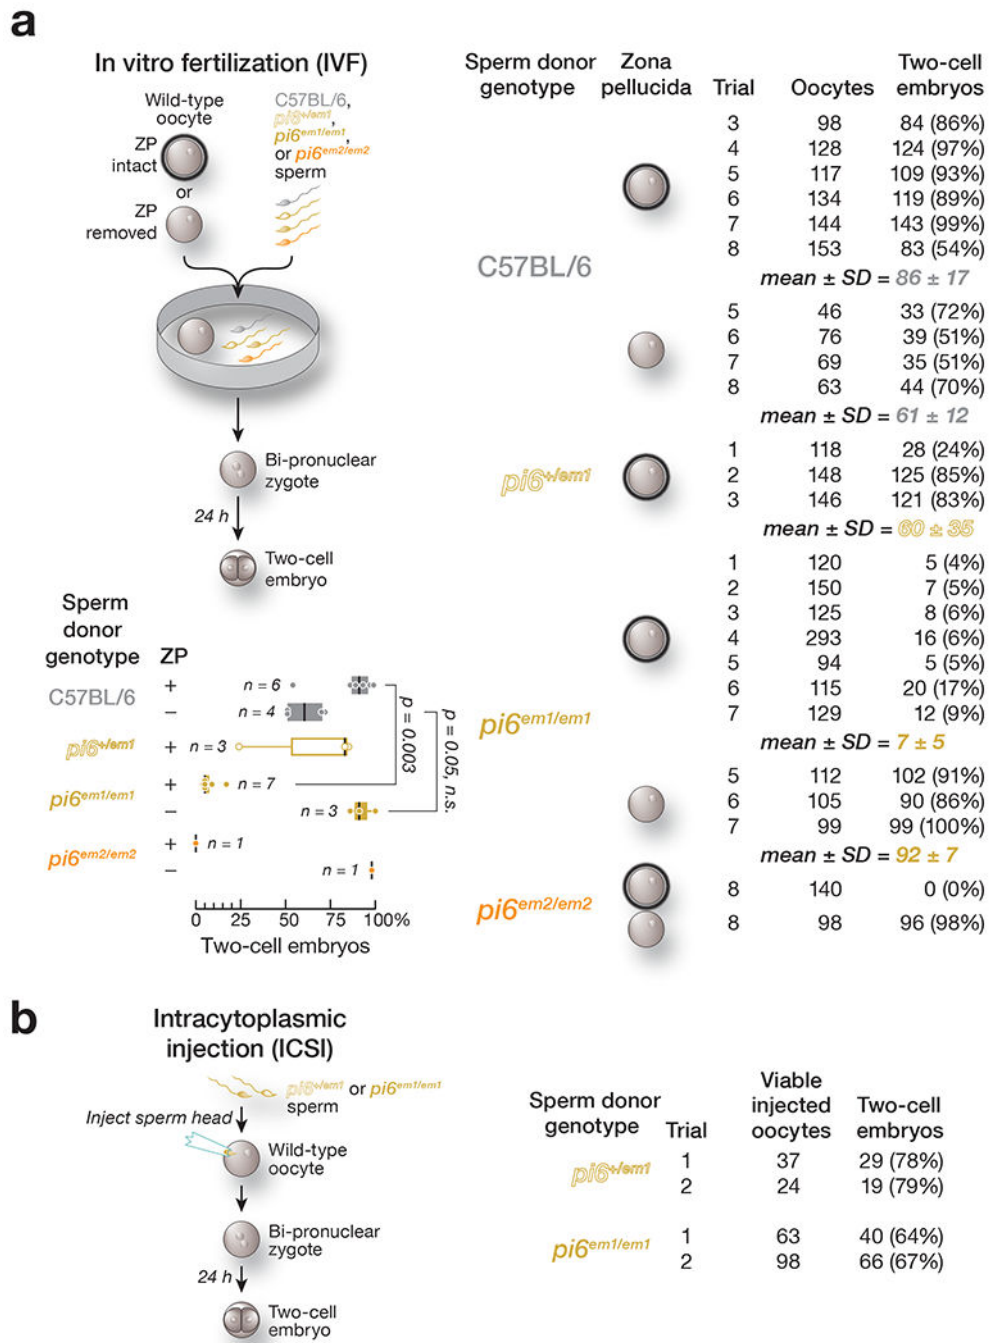 a
In vitro fertilization (IVF)
Wild-type
oocyte
ZP
intact
or
ZP
removed
C57BL/6,
pi6+/em1,
pi6em1/em1,
or pi6em2/em2
sperm
Bi-pronuclear
zygote
24 h
Two-cell
embryo
Sperm
donor
genotype ZP
C57BL/6 + n = 6
− n = 4
pi6+/em1 + n = 3
pi6em1/em1 + n = 7
− n = 3
pi6em2/em2 + n = 1
− n = 1
p = 0.003
p = 0.05, n.s.
0 25 50 75 100%
Two-cell embryos
Sperm donor genotype Zona pellucida Trial Oocytes Two-cell embryos
C57BL/6
3 98 84 (86%)
4 128 124 (97%)
5 117 109 (93%)
6 134 119 (89%)
7 144 143 (99%)
8 153 83 (54%)
mean ± SD = 86 ± 17
5 46 33 (72%)
6 76 39 (51%)
7 69 35 (51%)
8 63 44 (70%)
mean ± SD = 61 ± 12
pi6+/em1
1 118 28 (24%)
2 148 125 (85%)
3 146 121 (83%)
mean ± SD = 60 ± 35
pi6em1/em1
1 120 5 (4%)
2 150 7 (5%)
3 125 8 (6%)
4 293 16 (6%)
5 94 5 (5%)
6 115 20 (17%)
7 129 12 (9%)
mean ± SD = 7 ± 5
5 112 102 (91%)
6 105 90 (86%)
7 99 99 (100%)
mean ± SD = 92 ± 7
pi6em2/em2
8 140 0 (0%)
8 98 96 (98%)
b
Intracytoplasmic
injection (ICSI)
pi6+/em1 or pi6em1/em1
sperm
Inject sperm head
Wild-type
oocyte
Bi-pronuclear
zygote
24 h
Two-cell
embryo
Sperm donor genotype Trial Viable injected oocytes Two-cell embryos
pi6+/em1
1 37 29 (78%)
2 24 19 (79%)
pi6em1/em1
1 63 40 (64%)
2 98 66 (67%)